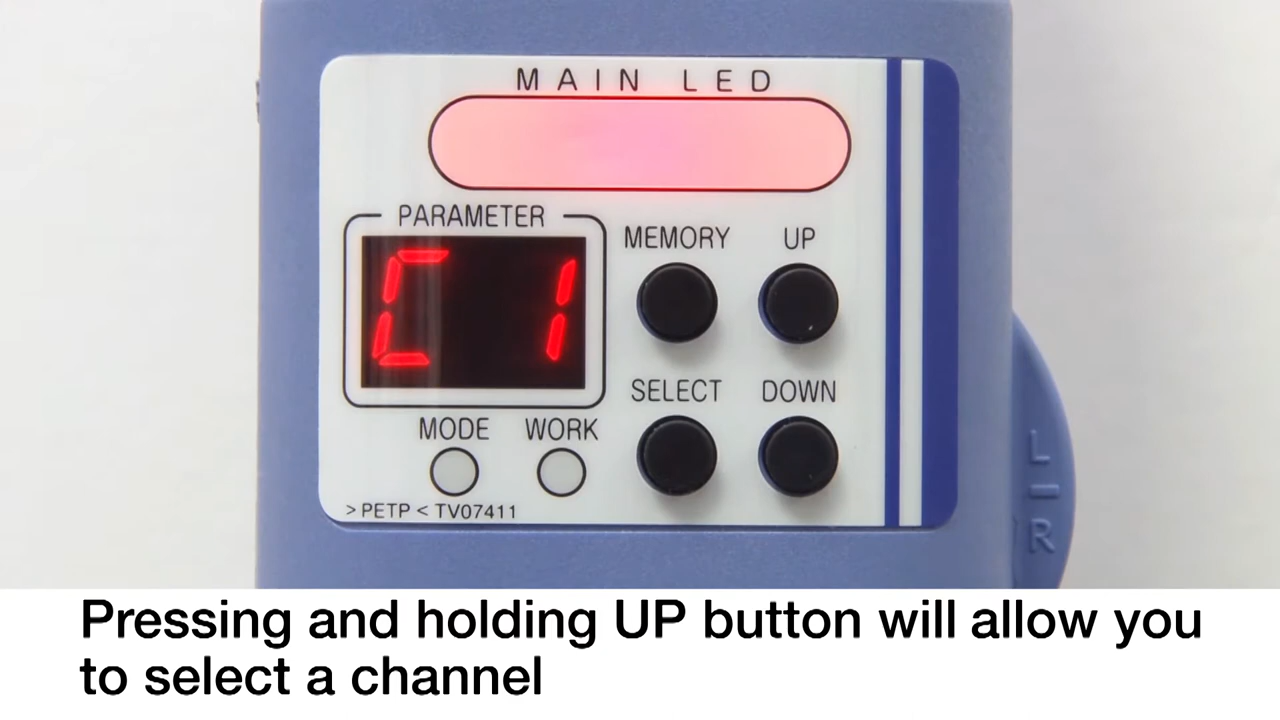 MAIN LED
PARAMETER
C1
MEMORY UP
SELECT DOWN
MODE WORK
>PETP< TV07411
L
R
Pressing and holding UP button will allow you
to select a channel